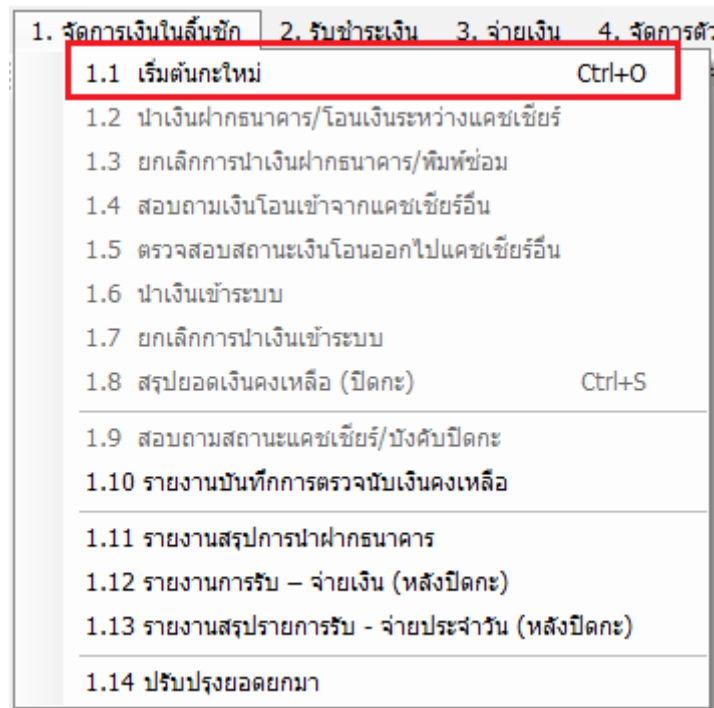 1. จัดการเงินในลิ้นชัก 2. รับชำระเงิน 3. จ่ายเงิน 4. จัดการตัว
1.1 เริ่มต้นกะใหม่ Ctrl+O
1.2 นำเงินฝากธนาคาร/โอนเงินระหว่างแคชเชียร์
1.3 ยกเลิกการนำเงินฝากธนาคาร/พิมพ์ซ่อม
1.4 สอบถามเงินโอนเข้าจากแคชเชียร์อื่น
1.5 ตรวจสอบสถานะเงินโอนออกไปแคชเชียร์อื่น
1.6 นำเงินเข้าระบบ
1.7 ยกเลิกการนำเงินเข้าระบบ
1.8 สรุปยอดเงินคงเหลือ (ปิดกะ) Ctrl+S
1.9 สอบถามสถานะแคชเชียร์/บังคับปิดกะ
1.10 รายงานบันทึกการตรวจนับเงินคงเหลือ
1.11 รายงานสรุปการนำฝากธนาคาร
1.12 รายงานการรับ – จ่ายเงิน (หลังปิดกะ)
1.13 รายงานสรุปรายการรับ - จ่ายประจำวัน (หลังปิดกะ)
1.14 ปรับปรุงยอดยกมา